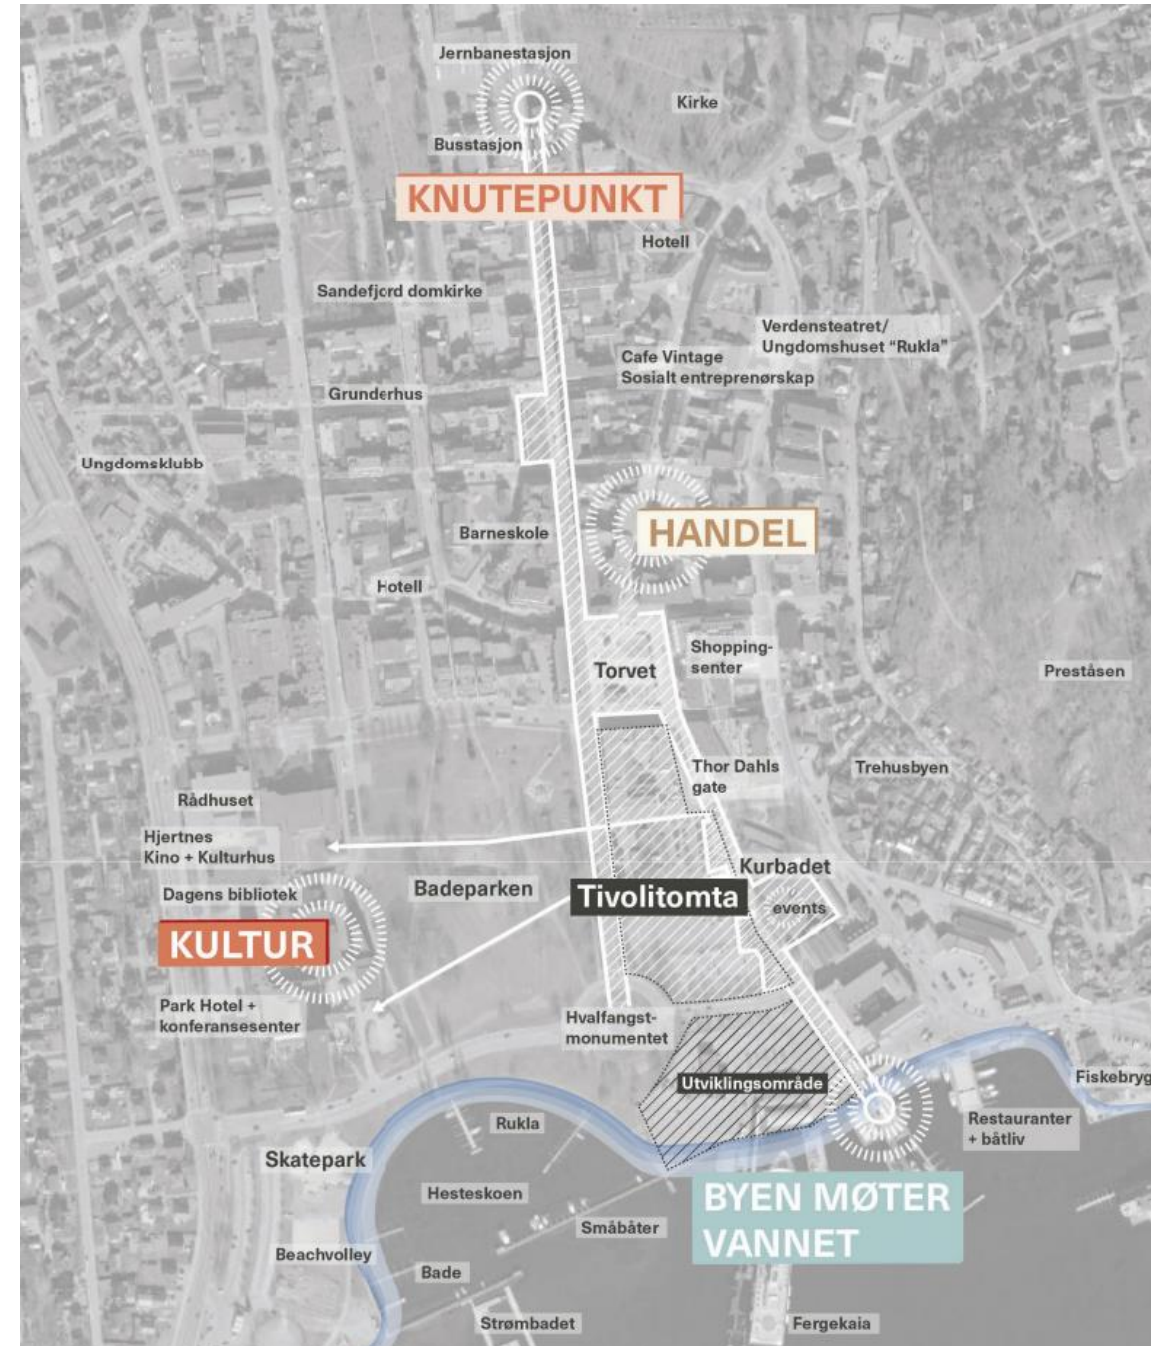 Jernbanestasjon
Kirke
Busstasjon
KNUTEPUNKT
Hotell
Sandefjord domkirke
Verdensteatret/
Ungdomshuset “Rukla”
Cafe Vintage
Sosialt entreprenørskap
Grunderhus
Ungdomsklubb
Barneskole
HANDEL
Hotell
Torvet
Shopping-
senter
Preståsen
Thor Dahls
gate
Trehusbyen
Rådhuset
Hjertnes
Kino + Kulturhus
Dagens bibliotek
Badeparken
Tivolitomta
Kurbadet
events
KULTUR
Park Hotel +
konferansesenter
Hvalfangst-
monumentet
Utviklingsområde
Fiskebryg
Restauranter
+ båtliv
Rukla
Skatepark
Hesteskoen
Småbåter
BYEN MØTER
VANNET
Beachvolley
Bade
Strømbadet
Fergekaia